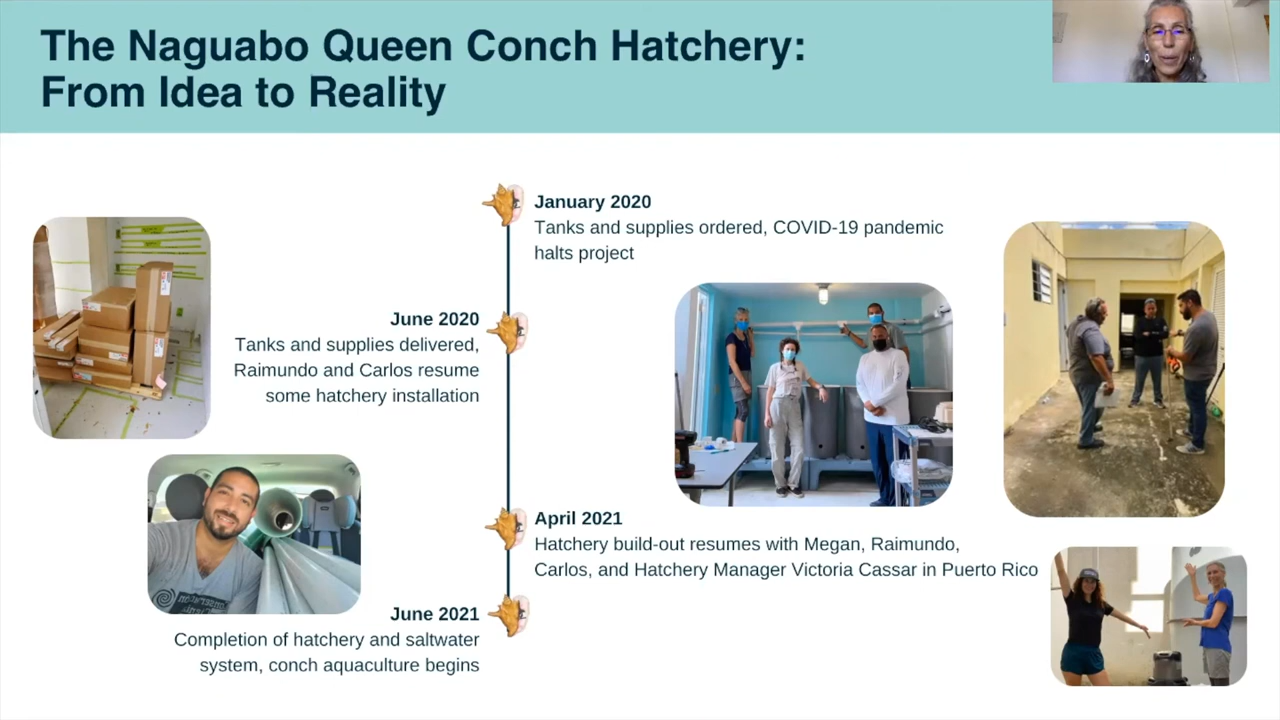 The Naguabo Queen Conch Hatchery:
From Idea to Reality
January 2020
Tanks and supplies ordered, COVID-19 pandemic
halts project
June 2020
Tanks and supplies delivered,
Raimundo and Carlos resume
some hatchery installation
April 2021
Hatchery build-out resumes with Megan, Raimundo,
Carlos, and Hatchery Manager Victoria Cassar in Puerto Rico
June 2021
Completion of hatchery and saltwater
system, conch aquaculture begins